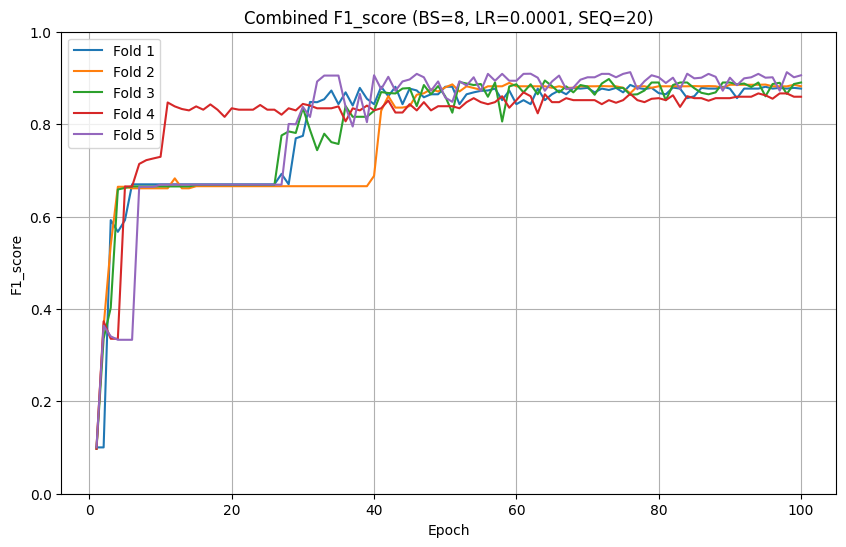 Combined F1_score (BS=8, LR=0.0001, SEQ=20)
Fold 1
Fold 2
Fold 3
Fold 4
Fold 5
F1_score
1.0
0.8
0.6
0.4
0.2
0.0
0 20 40 60 80 100
Epoch